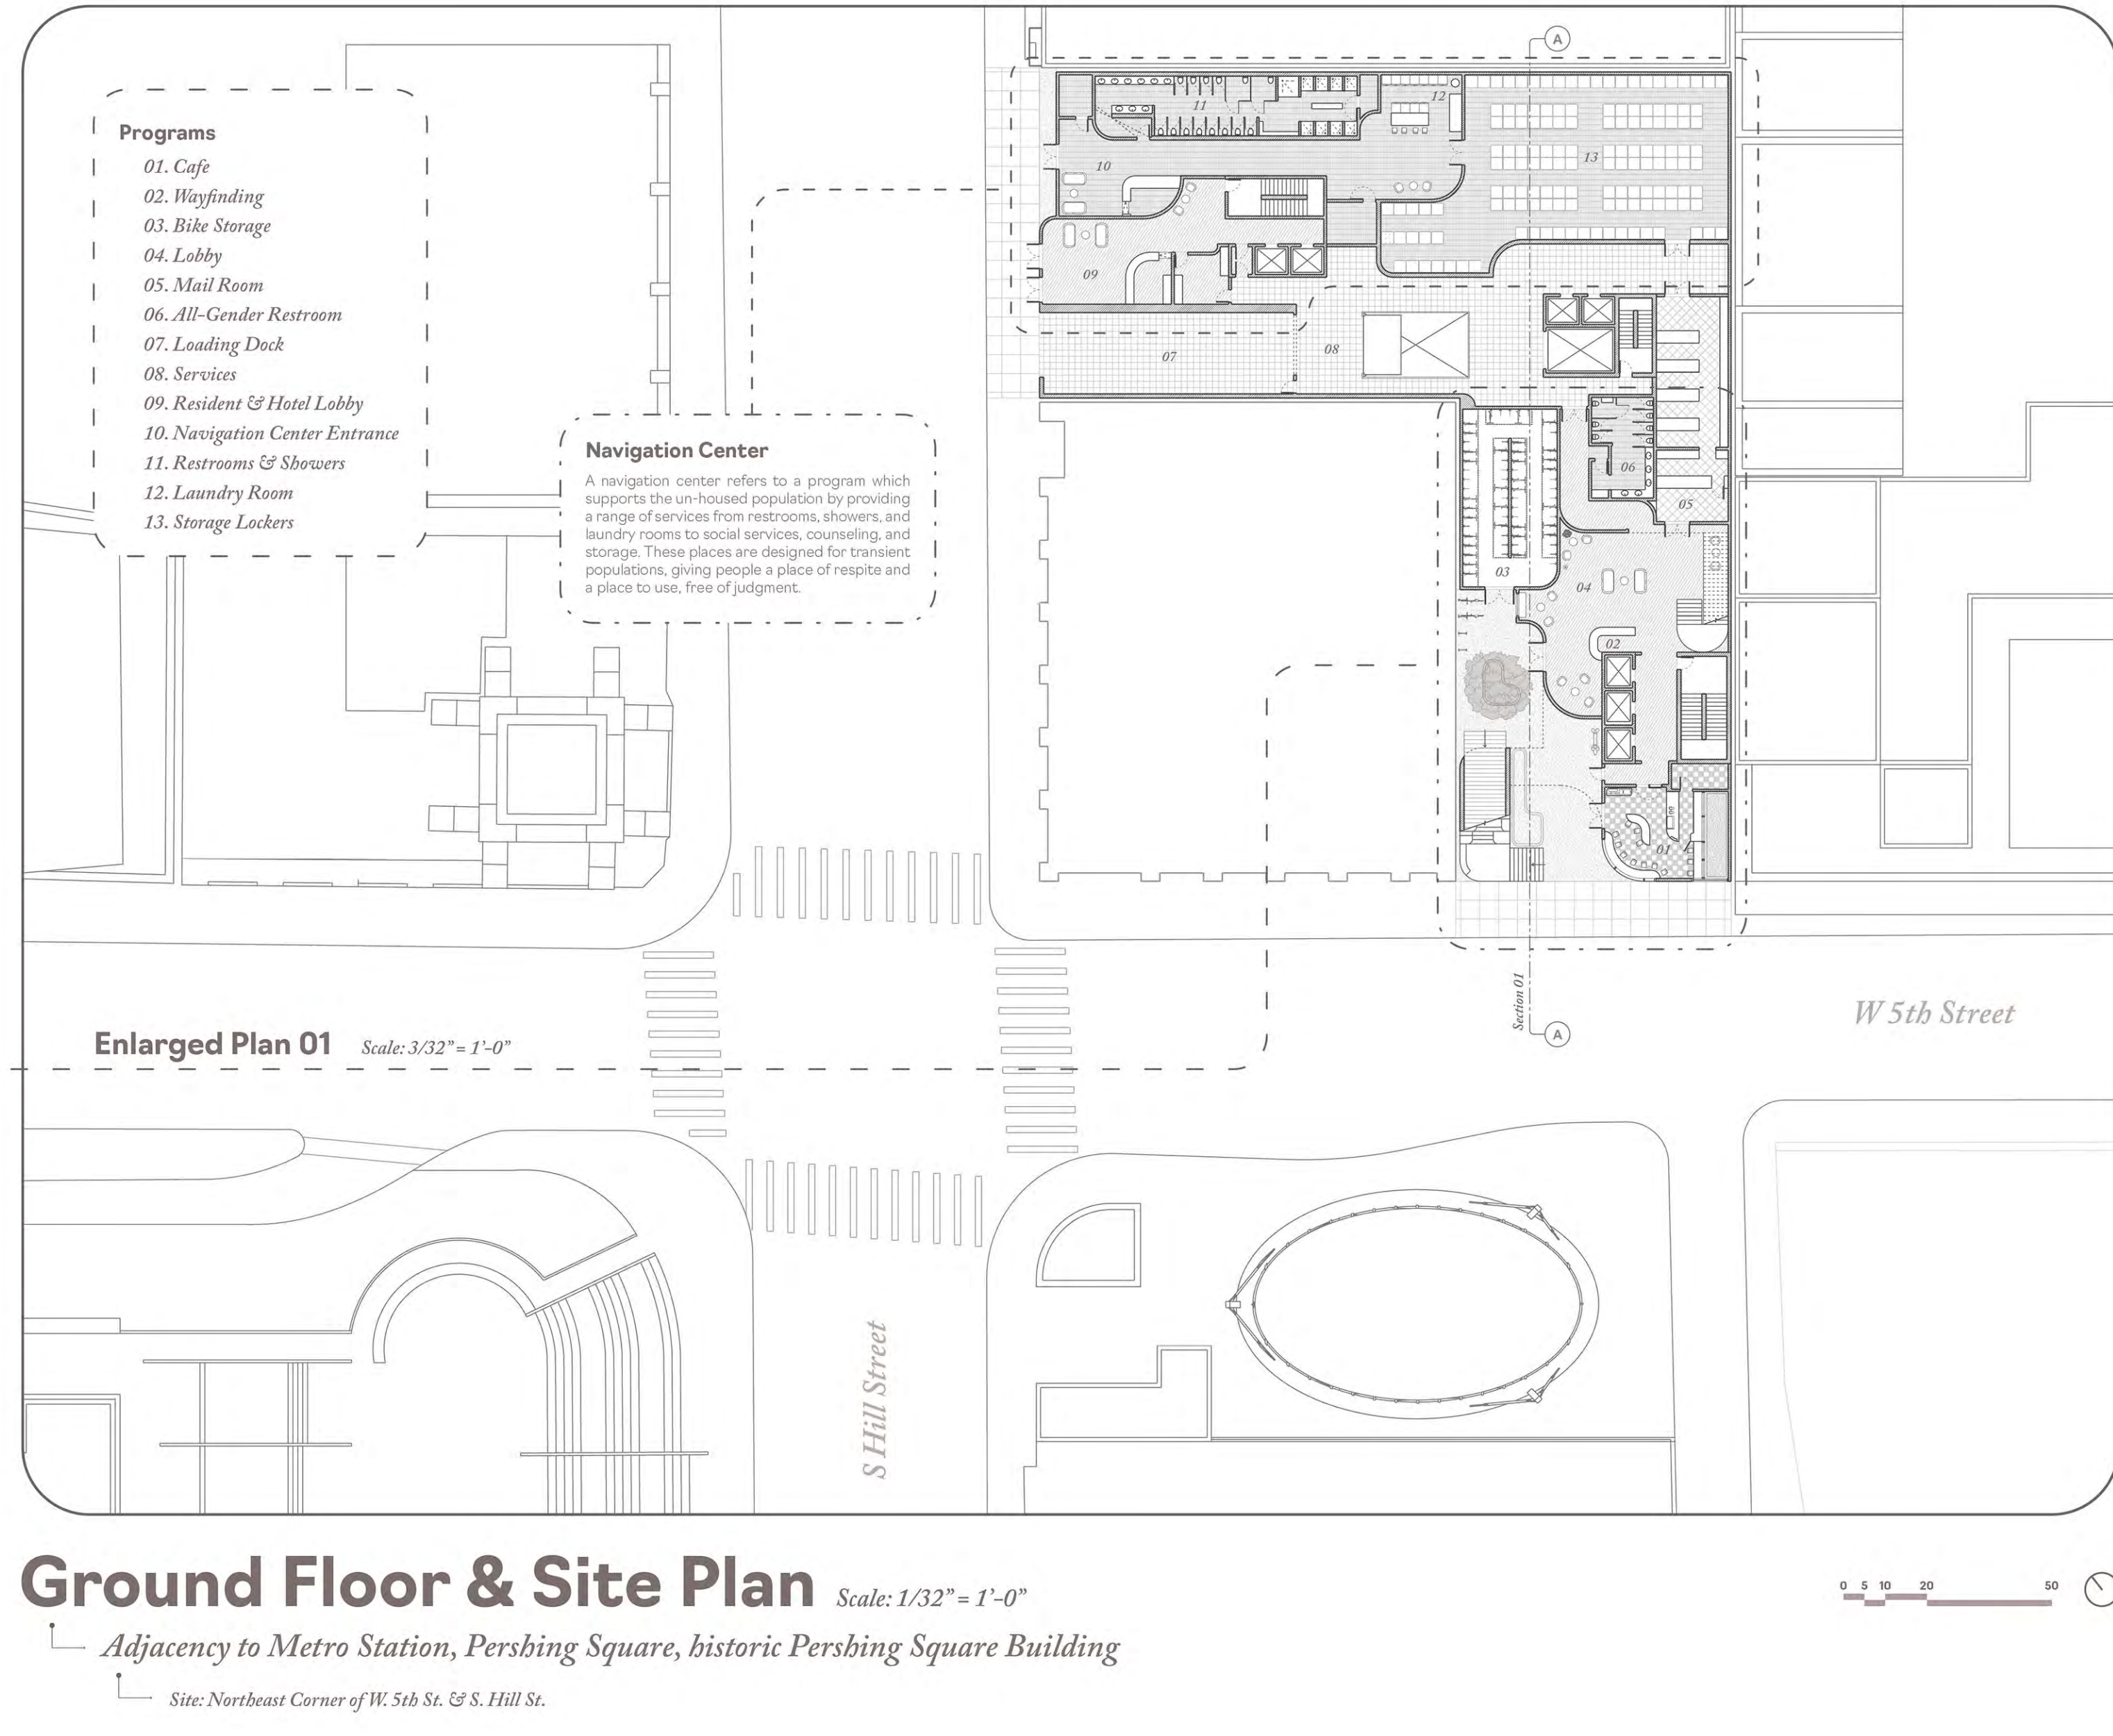 A
Programs
01. Cafe
02. Wayfinding
03. Bike Storage
04. Lobby
05. Mail Room
06. All-Gender Restroom
07. Loading Dock
08. Services
09. Resident & Hotel Lobby
10. Navigation Center Entrance
11. Restrooms & Showers
12. Laundry Room
13. Storage Lockers
Navigation Center
A navigation center refers to a program which
supports the un-housed population by providing
a range of services from restrooms, showers, and
laundry rooms to social services, counseling, and
storage. These places are designed for transient
populations, giving people a place of respite and
a place to use, free of judgment.
11
12
13
10
09
07
08
06
05
03
04
02
01
Section 01
A
W 5th Street
Enlarged Plan 01 Scale: 3/32” = 1’-0”
S Hill Street
Ground Floor & Site Plan Scale: 1/32” = 1’-0”
0 5 10 20 50
Adjacency to Metro Station, Pershing Square, historic Pershing Square Building
Site: Northeast Corner of W. 5th St. & S. Hill St.